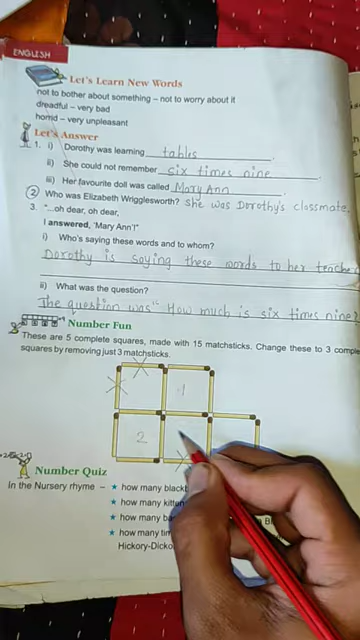 ENGLISH
Let's Learn New Words
not to bother about something – not to worry about it
dreadful – very bad
horrid – very unpleasant
Let's Answer
1. i) Dorothy was learning tables.
ii) She could not remember six times nine.
iii) Her favourite doll was called Mary Ann.
2 Who was Elizabeth Wrigglesworth? She was Dorothy's classmate.
3. "...oh dear, oh dear,
I answered, 'Mary Ann'!"
i) Who's saying these words and to whom?
Dorothy is saying these words to her teacher
ii) What was the question?
The question was "How much is six times nine?
Number Fun
These are 5 complete squares, made with 15 matchsticks. Change these to 3
squares by removing just 3 matchsticks.
1
2
Number Quiz
In the Nursery rhyme – ★ how many
★ how many
★ how many
★ how many
Hickory-